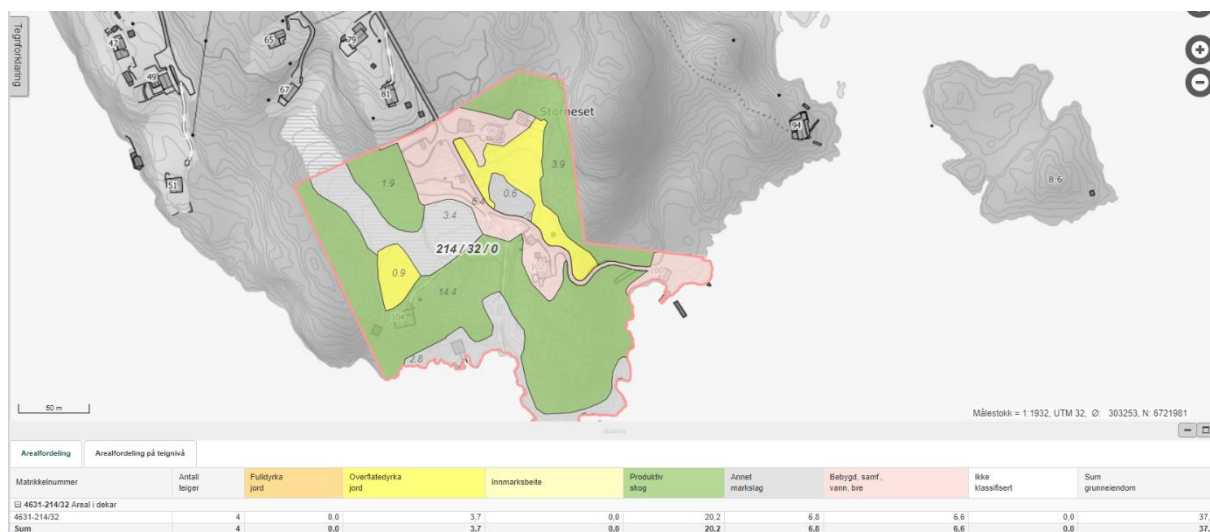 Tegnforklaring
47
49
65
67
79
81
51
94
8.6
Storneset
3.9
1.9
0.6
6.4
3.4
214 / 32 / 0
0.9
14.4
104
100
2.8
50 m
Målestokk = 1:1932, UTM 32, Ø: 303253, N: 6721981
Arealfordeling Arealfordeling på teignivå
Matrikkelnummer Antall teiger Fulldyrka jord Overflatedyrka jord Innmarksbeite Produktiv skog Annet markslag Bebygd, samf., vann, bre Ikke klassifisert Sum grunneiendom
4631-214/32 Areal i dekar
4631-214/32 4 0,0 3,7 0,0 20,2 6,8 6,6 0,0 37,
Sum 4 0,0 3,7 0,0 20,2 6,8 6,6 0,0 37,